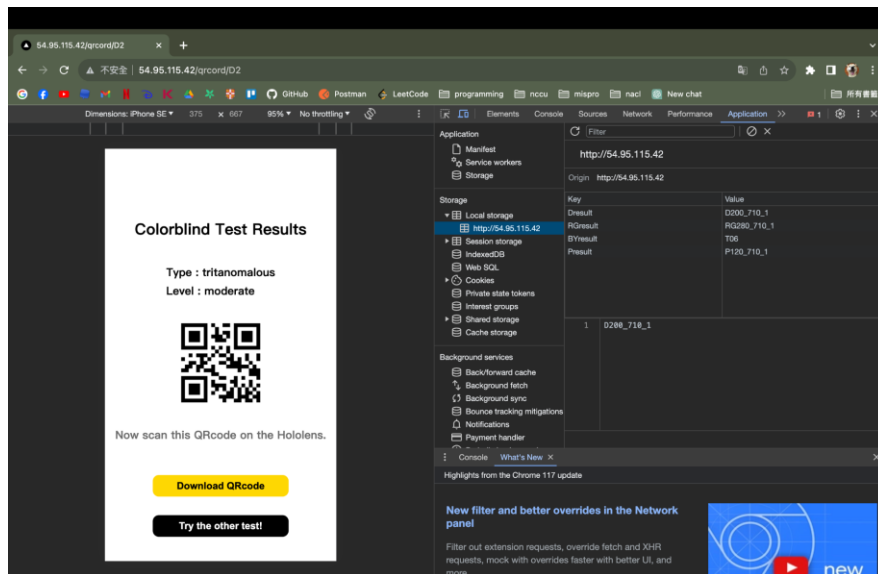 54.95.115.42/qrcord/D2
不安全 54.95.115.42/qrcord/D2
GitHub Postman LeetCode programming nccu mispro nacl New chat 所有書籤
Dimensions: iPhone SE 375 x 667 95% No throttling
Elements Console Sources Network Performance Application 1
Colorblind Test Results
Type : tritanomalous
Level : moderate
Now scan this QRcode on the Hololens.
Download QRcode
Try the other test!
Application
Manifest
Service workers
Storage
Storage
Local storage
http://54.95.115.42
Session storage
IndexedDB
Web SQL
Cookies
Private state tokens
Interest groups
Shared storage
Cache storage
Background services
Back/forward cache
Background fetch
Background sync
Bounce tracking mitigations
Notifications
Payment handler
Filter
http://54.95.115.42
Origin http://54.95.115.42
Key Value
Dresult D200_710_1
RGresult RG280_710_1
BYresult T06
Presult P120_710_1
1 D200_710_1
Console What's New
Highlights from the Chrome 117 update
New filter and better overrides in the Network
panel
Filter out extension requests, override fetch and XHR
requests, mock with overrides faster with better UI, and
more.
new